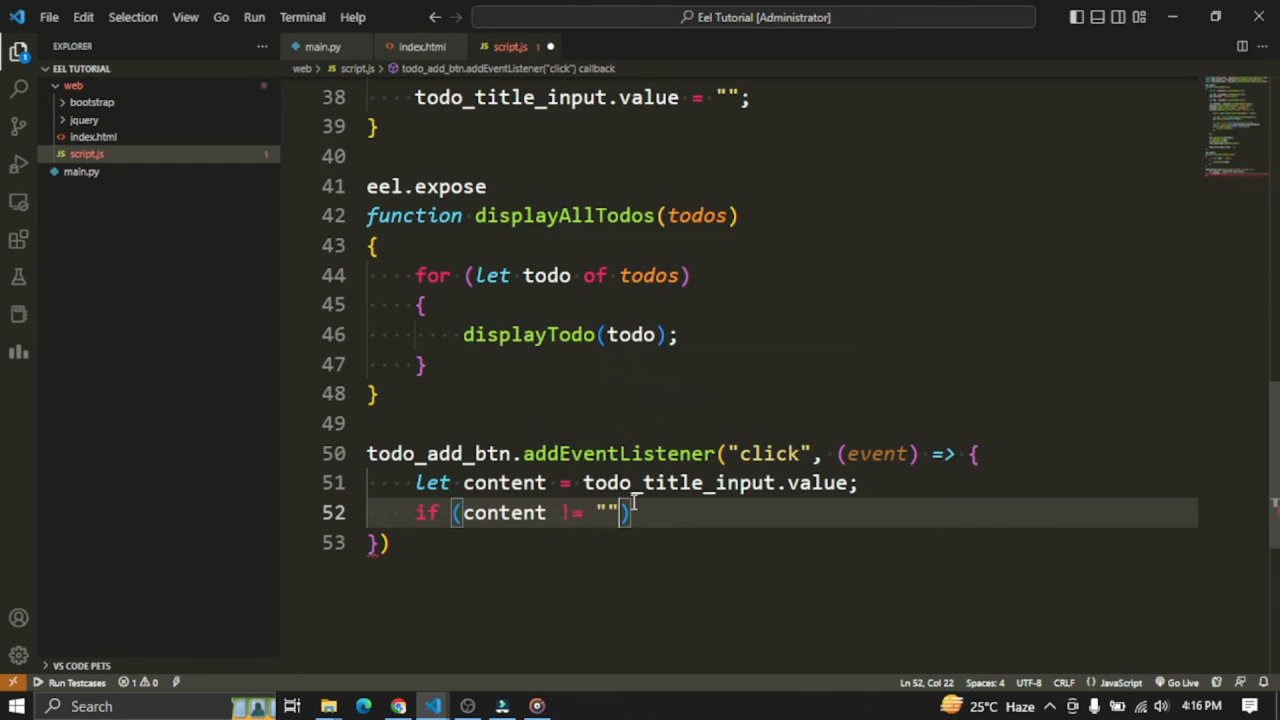 File Edit Selection View Go Run Terminal Help
Eel Tutorial [Administrator]
EXPLORER
main.py
index.html
script.js 1
EEL TUTORIAL
web > script.js > todo_add_btn.addEventListener("click") callback
web
bootstrap
jquery
index.html
script.js 1
main.py
38 todo_title_input.value = "";
39 }
40
41 eel.expose
42 function displayAllTodos(todos)
43 {
44 for (let todo of todos)
45 {
46 displayTodo(todo);
47 }
48 }
49
50 todo_add_btn.addEventListener("click", (event) => {
51 let content = todo_title_input.value;
52 if (content != "")
53 })
VS CODE PETS
Run Testcases 1 0
Ln 52, Col 22 Spaces: 4 UTF-8 CRLF JavaScript Go Live
Search
25°C Haze
4:16 PM